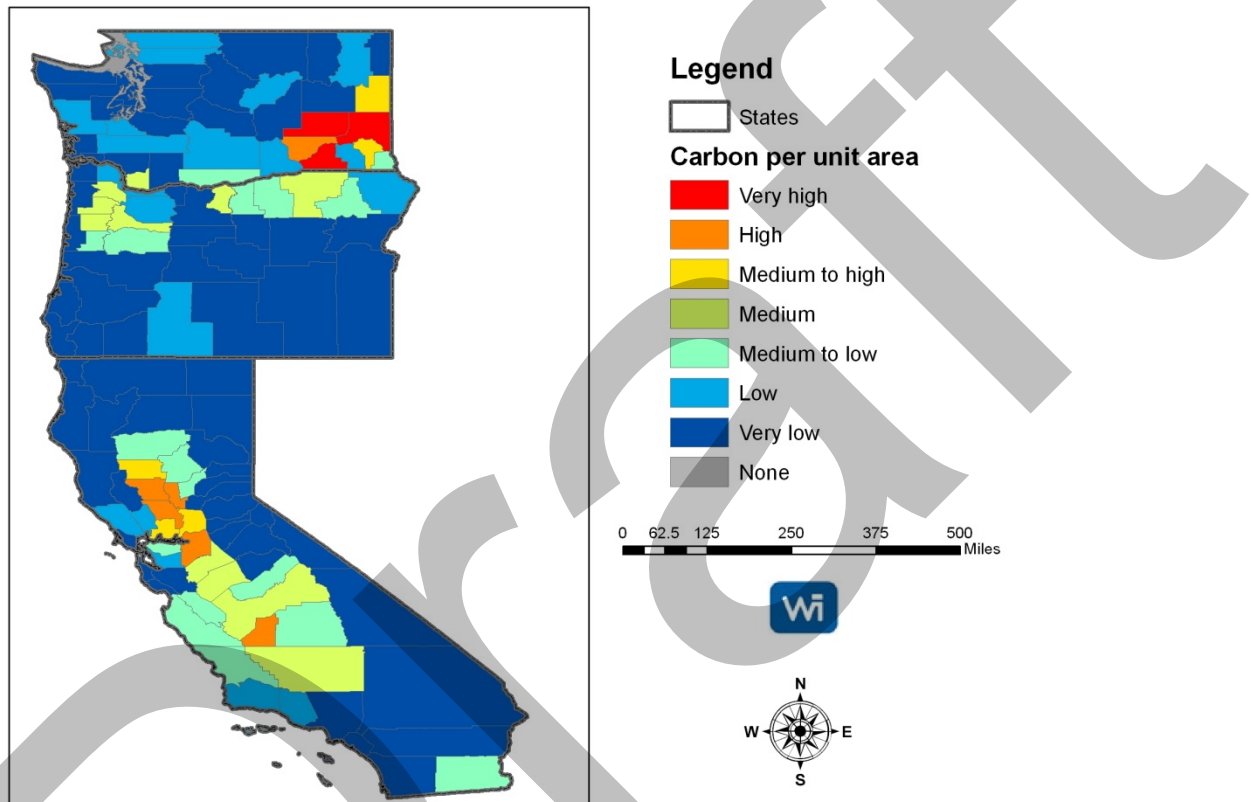 Legend
States
Carbon per unit area
Very high
High
Medium to high
Medium
Medium to low
Low
Very low
None
0 62.5 125 250 375 500
Miles
Wi
N
W E
S
Draft